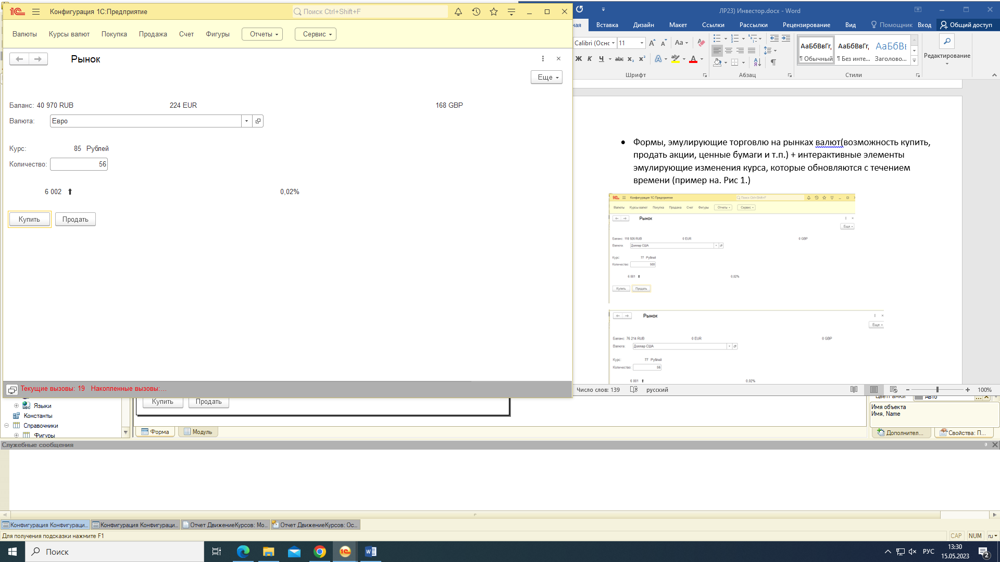 Конфигурация 1С:Предприятие
Поиск Ctrl+Shift+F
Валюты Курсы валют Покупка Продажа Счет Фигуры Отчеты Сервис
Рынок
Еще
Баланс: 40 970 RUB 224 EUR 168 GBP
Валюта: Евро
Курс: 85 Рублей
Количество: 56
6 002 ⬆ 0,02%
Купить Продать
Текущие вызовы: 19 Накопленные вызовы:...
Купить Продать
Языки
Константы
Справочники
Фигуры
Форма Модуль
ЛР23) Инвестор.docx - Word
ная Вставка Дизайн Макет Ссылки Рассылки Рецензирование Вид Помощник Вход Общий доступ
Calibri (Осно 11
Ж К Ч abc x₂ x²
АаБбВвГг, АаБбВвГг, АаБбВ
¶ Обычный ¶ Без инте... Заголово...
Редактирование
Шрифт Абзац Стили
• Формы, эмулирующие торговлю на рынках валют(возможность купить,
продать акции, ценные бумаги и т.п.) + интерактивные элементы
эмулирующие изменения курса, которые обновляются с течением
времени (пример на. Рис 1.)
Конфигурация 1С:Предприятие
Поиск Ctrl+Shift+F
Валюты Курсы валют Покупка Продажа Счет Фигуры Отчеты Сервис
Рынок
Еще
Баланс: 118 926 RUB 0 EUR 0 GBP
Валюта: Доллар США
Курс: 77 Рублей
Количество: 500
6 001 ⬆ 0,02%
Купить Продать
Рынок
Еще
Баланс: 76 214 RUB 0 EUR 0 GBP
Валюта: Доллар США
Курс: 77 Рублей
Количество: 56
6 001 ⬆ 0,02%
Число слов: 139 русский 100%
Авто
Имя объекта
Имя, Name
Дополнител... Свойства: П...
Служебные сообщения
Конфигурация Конфигураци... Конфигурация Конфигураци... Отчет ДвижениеКурсов: Мо... Отчет ДвижениеКурсов: Ос...
Для получения подсказки нажмите F1
CAP NUM ru
Поиск
РУС
13:30
15.05.2023
2